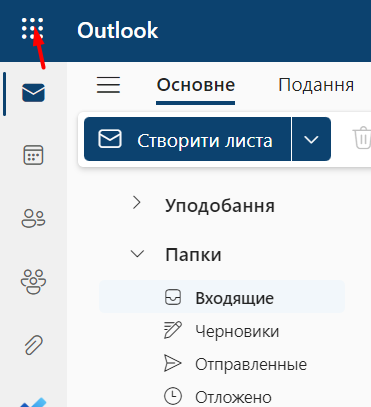 Outlook
Основне Подання
Створити листа
Уподобання
Папки
Входящие
Черновики
Отправленные
Отложено